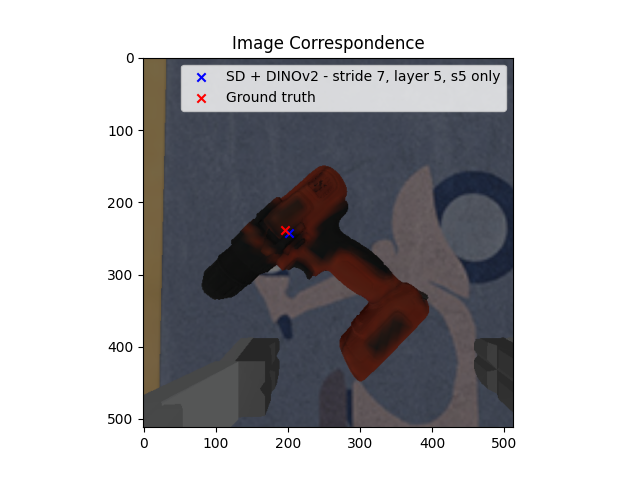 Image Correspondence
SD + DINOv2 - stride 7, layer 5, s5 only
Ground truth
0
100
200
300
400
500
0 100 200 300 400 500